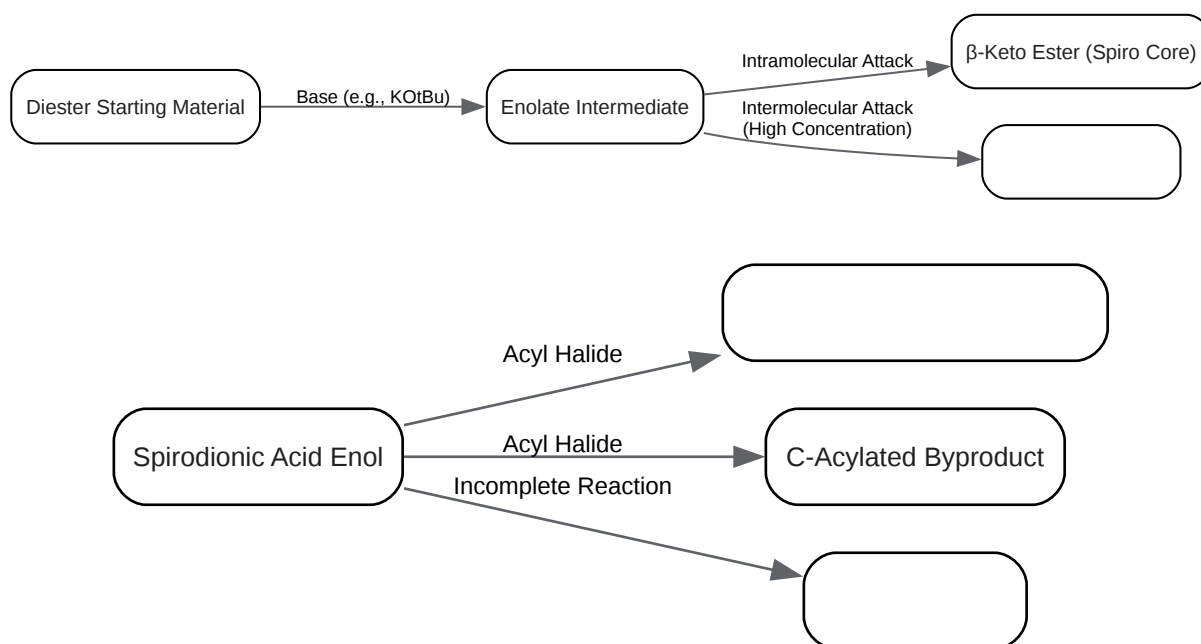 β-Keto Ester (Spiro Core)
Intramolecular Attack
Diester Starting Material
Base (e.g., KOtBu)
Enolate Intermediate
Intermolecular Attack
(High Concentration)
Acyl Halide
Spirodionic Acid Enol
Acyl Halide
C-Acylated Byproduct
Incomplete Reaction